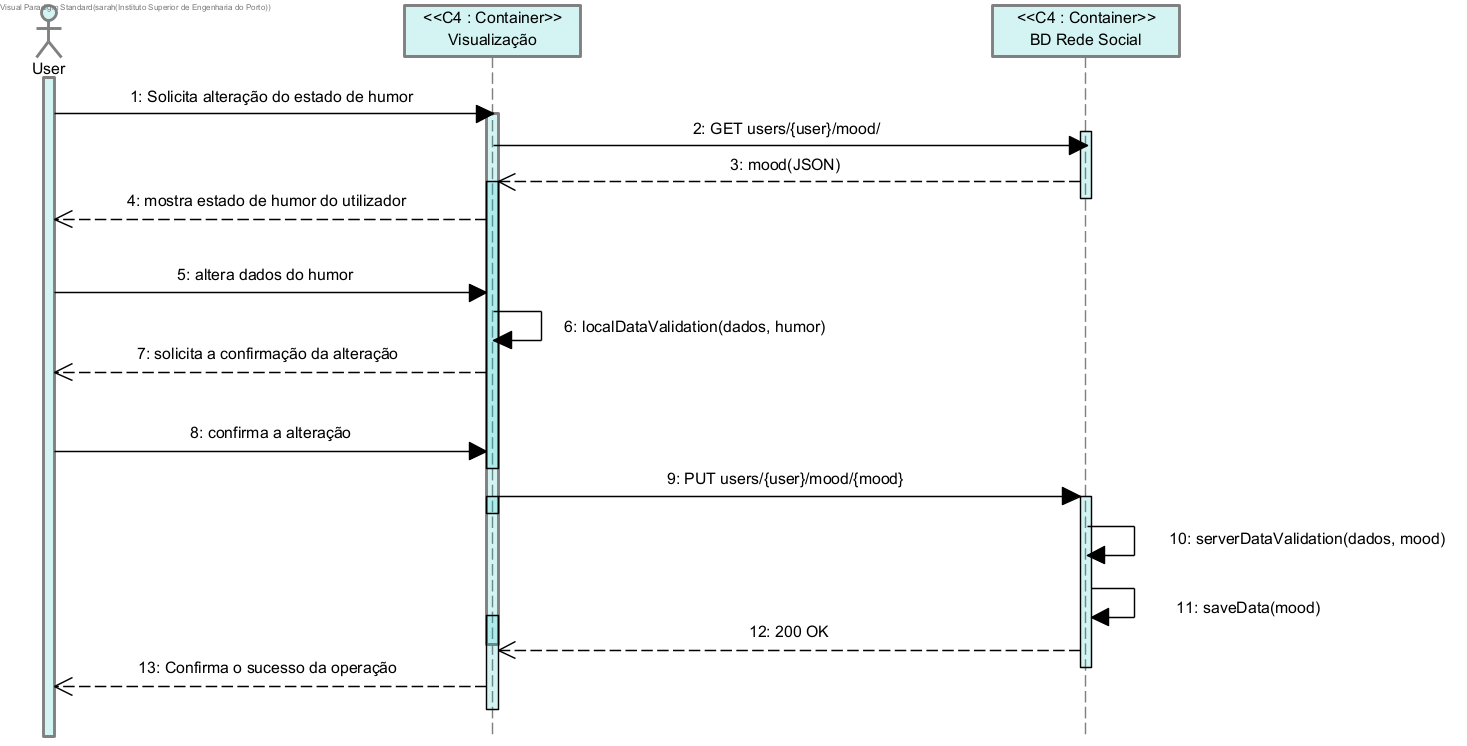 Visual Paradigm Standard(sarah(Instituto Superior de Engenharia do Porto))
<<C4 : Container>>
Visualização
<<C4 : Container>>
BD Rede Social
User
1: Solicita alteração do estado de humor
2: GET users/{user}/mood/
3: mood(JSON)
4: mostra estado de humor do utilizador
5: altera dados do humor
6: localDataValidation(dados, humor)
7: solicita a confirmação da alteração
8: confirma a alteração
9: PUT users/{user}/mood/{mood}
10: serverDataValidation(dados, mood)
11: saveData(mood)
12: 200 OK
13: Confirma o sucesso da operação